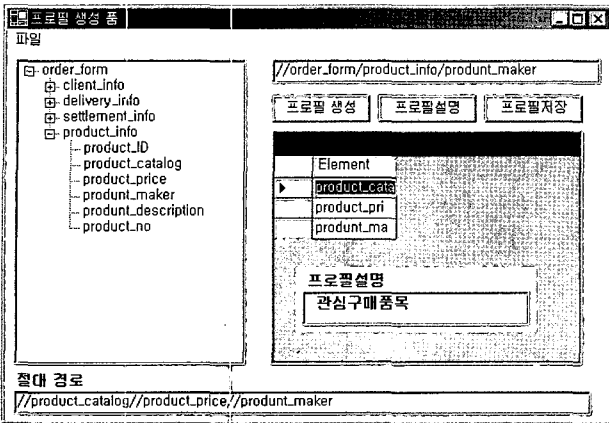 프로필 생성 폼
파일
order_form
client_info
delivery_info
settlement_info
product_info
product_ID
product_catalog
product_price
produnt_maker
produnt_description
product_no
//order_form/product_info/produnt_maker
프로필 생성 프로필설명 프로필저장
Element
product_cata
product_pri
produnt_ma
프로필설명
관심구매품목
절대 경로
//product_catalog//product_price,//produnt_maker